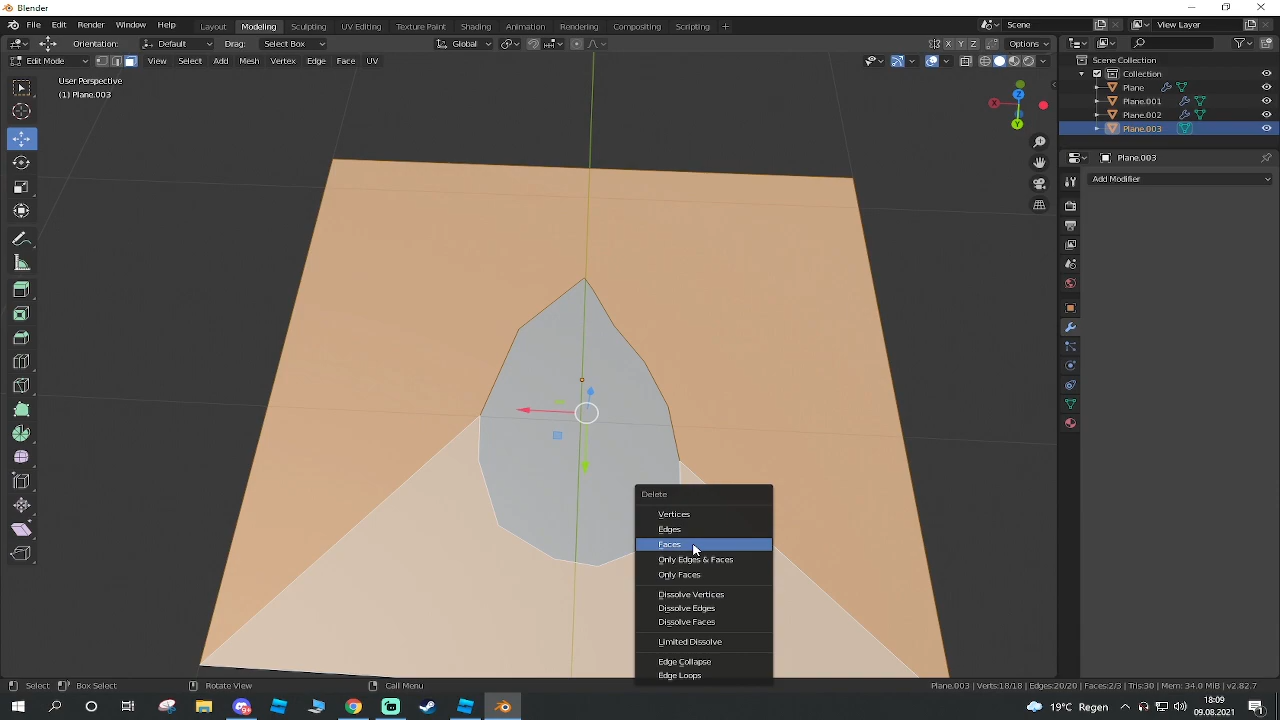 Blender
File Edit Render Window Help Layout Modeling Sculpting UV Editing Texture Paint Shading Animation Rendering Compositing Scripting + Scene View Layer
Orientation: Default Drag: Select Box Global X Y Z Options
Edit Mode View Select Add Mesh Vertex Edge Face UV
User Perspective
(1) Plane.003
Scene Collection
Collection
Plane
Plane.001
Plane.002
Plane.003
Plane.003
Add Modifier
Z
X
Y
Delete
Vertices
Edges
Faces
Only Edges & Faces
Only Faces
Dissolve Vertices
Dissolve Edges
Dissolve Faces
Limited Dissolve
Edge Collapse
Edge Loops
Select Box Select Rotate View Call Menu Plane.003 | Verts:18/18 | Edges:20/20 | Faces:2/3 | Tris:30 | Mem: 34.0 MiB | v2.82.7
19°C Regen 18:09
09.08.2021